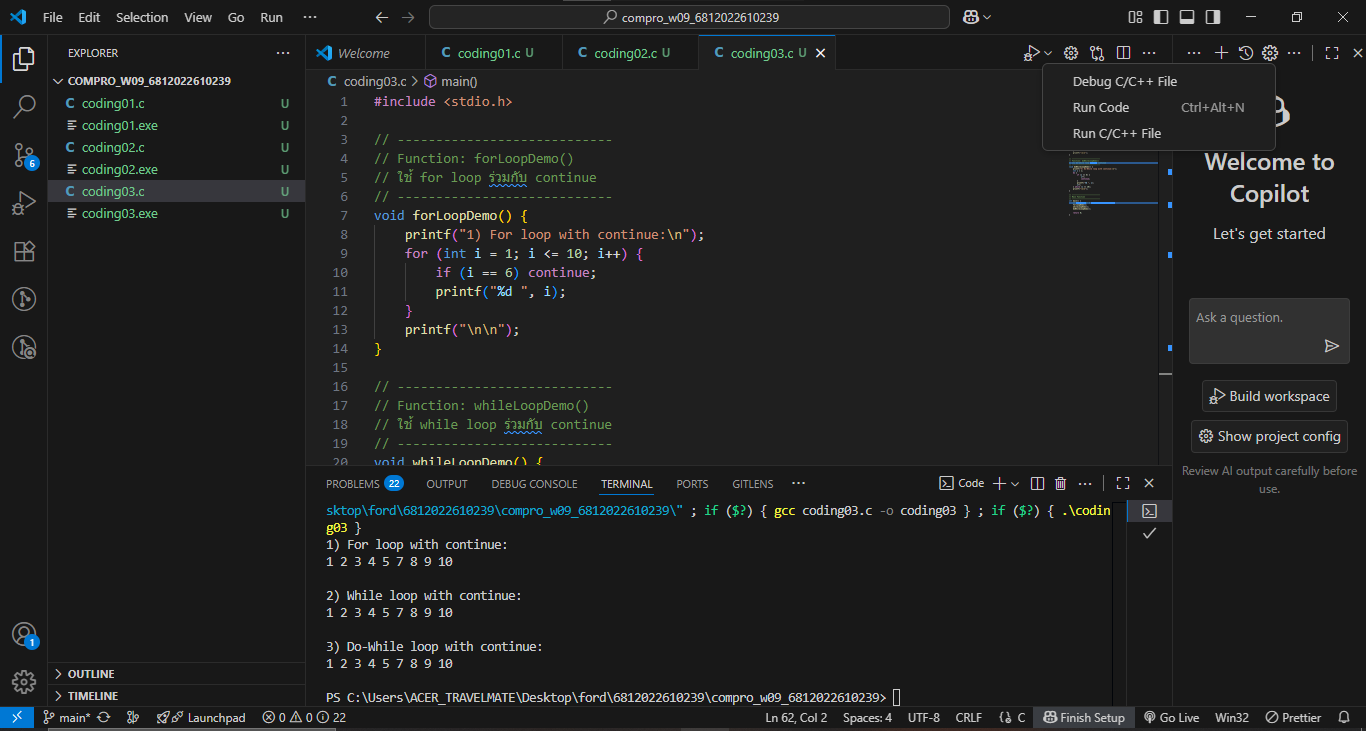 File Edit Selection View Go Run ···
compro_w09_6812022610239
EXPLORER ···
COMPRO_W09_6812022610239
coding01.c U
coding01.exe U
coding02.c U
coding02.exe U
coding03.c U
coding03.exe U
OUTLINE
TIMELINE
6
1
Welcome
coding01.c U
coding02.c U
coding03.c U
coding03.c > main()
1 #include <stdio.h>
2
3 // ----------------------------
4 // Function: forLoopDemo()
5 // ใช้ for loop ร่วมกับ continue
6 // ----------------------------
7 void forLoopDemo() {
8 printf("1) For loop with continue:\n");
9 for (int i = 1; i <= 10; i++) {
10 if (i == 6) continue;
11 printf("%d ", i);
12 }
13 printf("\n\n");
14 }
15
16 // ----------------------------
17 // Function: whileLoopDemo()
18 // ใช้ while loop ร่วมกับ continue
19 // ----------------------------
20 void whileLoopDemo() {
Debug C/C++ File
Run Code Ctrl+Alt+N
Run C/C++ File
Welcome to
Copilot
Let's get started
Ask a question.
Build workspace
Show project config
Review AI output carefully before
use.
PROBLEMS 22 OUTPUT DEBUG CONSOLE TERMINAL PORTS GITLENS ···
Code
sktop\ford\6812022610239\compro_w09_6812022610239\" ; if ($?) { gcc coding03.c -o coding03 } ; if ($?) { .\codin
g03 }
1) For loop with continue:
1 2 3 4 5 7 8 9 10
2) While loop with continue:
1 2 3 4 5 7 8 9 10
3) Do-While loop with continue:
1 2 3 4 5 7 8 9 10
PS C:\Users\ACER_TRAVELMATE\Desktop\ford\6812022610239\compro_w09_6812022610239>
main* Launchpad 0 0 22
Ln 62, Col 2 Spaces: 4 UTF-8 CRLF {} C Finish Setup Go Live Win32 Prettier